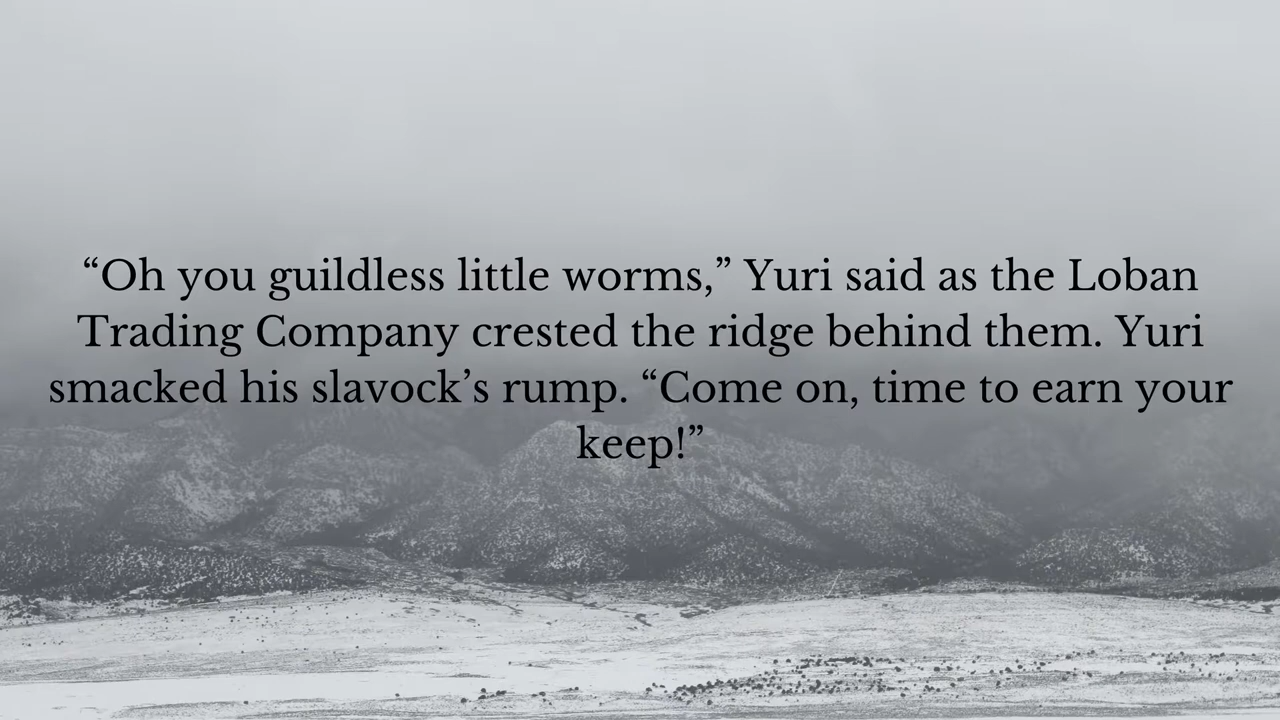 “Oh you guildless little worms,” Yuri said as the Loban
Trading Company crested the ridge behind them. Yuri
smacked his slavock’s rump. “Come on, time to earn your
keep!”